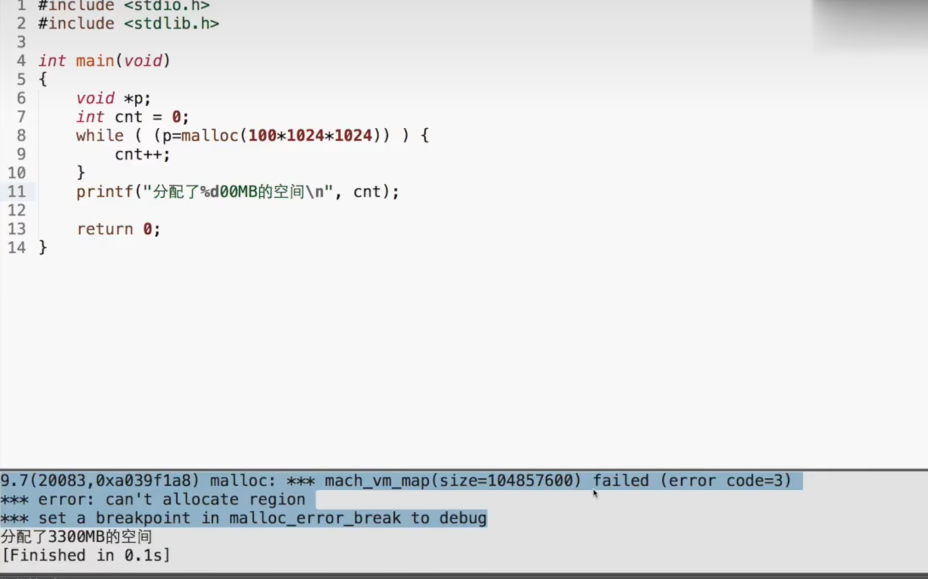 1 #include <stdio.h>
2 #include <stdlib.h>
3
4 int main(void)
5 {
6     void *p;
7     int cnt = 0;
8     while ( (p=malloc(100*1024*1024)) ) {
9         cnt++;
10     }
11     printf("分配了%d00MB的空间\n", cnt);
12
13     return 0;
14 }
9.7(20083,0xa039f1a8) malloc: *** mach_vm_map(size=104857600) failed (error code=3)
*** error: can't allocate region
*** set a breakpoint in malloc_error_break to debug
分配了3300MB的空间
[Finished in 0.1s]